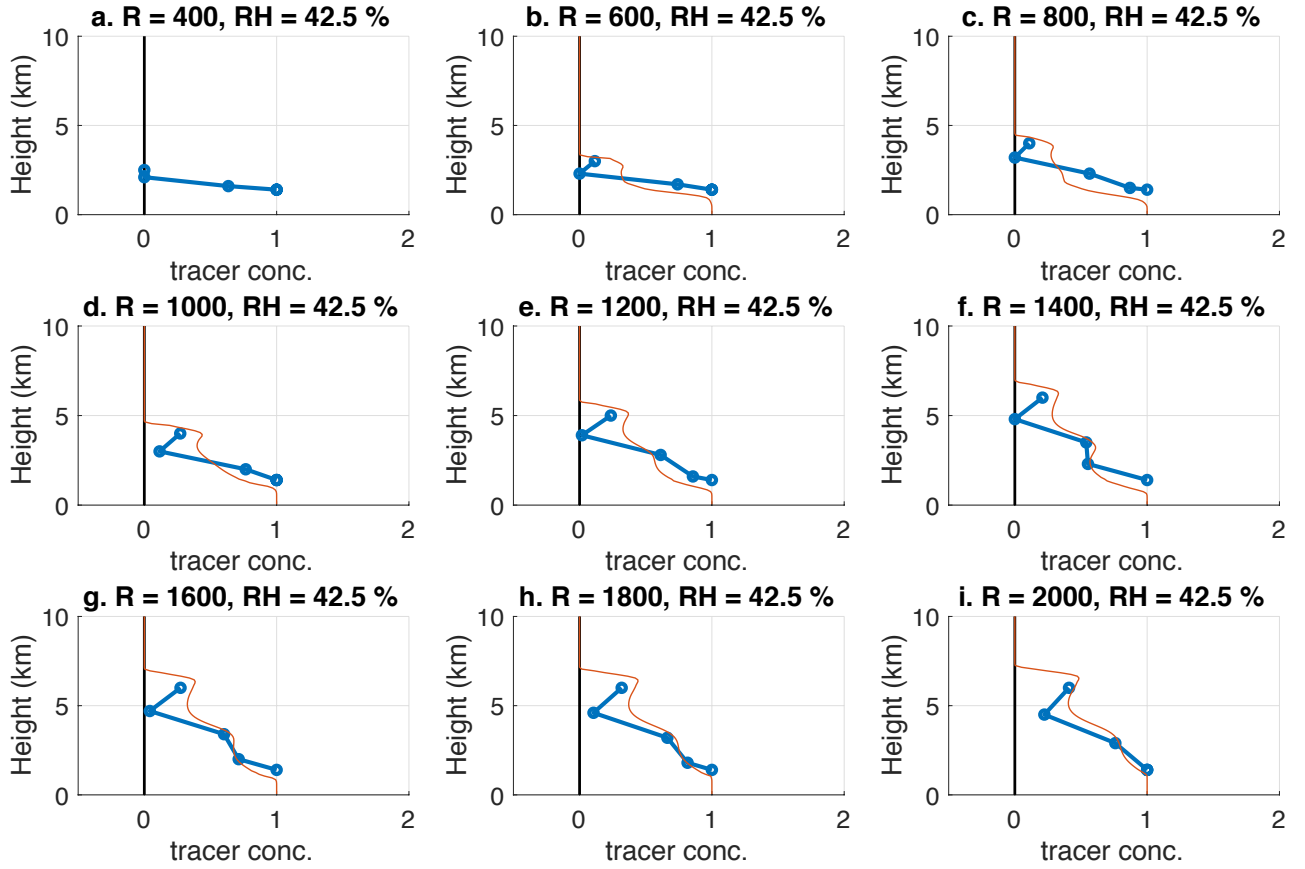 a. R = 400, RH = 42.5 %
10
5
0
Height (km)
0 1 2
tracer conc.
b. R = 600, RH = 42.5 %
10
5
0
Height (km)
0 1 2
tracer conc.
c. R = 800, RH = 42.5 %
10
5
0
Height (km)
0 1 2
tracer conc.
d. R = 1000, RH = 42.5 %
10
5
0
Height (km)
0 1 2
tracer conc.
e. R = 1200, RH = 42.5 %
10
5
0
Height (km)
0 1 2
tracer conc.
f. R = 1400, RH = 42.5 %
10
5
0
Height (km)
0 1 2
tracer conc.
g. R = 1600, RH = 42.5 %
10
5
0
Height (km)
0 1 2
tracer conc.
h. R = 1800, RH = 42.5 %
10
5
0
Height (km)
0 1 2
tracer conc.
i. R = 2000, RH = 42.5 %
10
5
0
Height (km)
0 1 2
tracer conc.